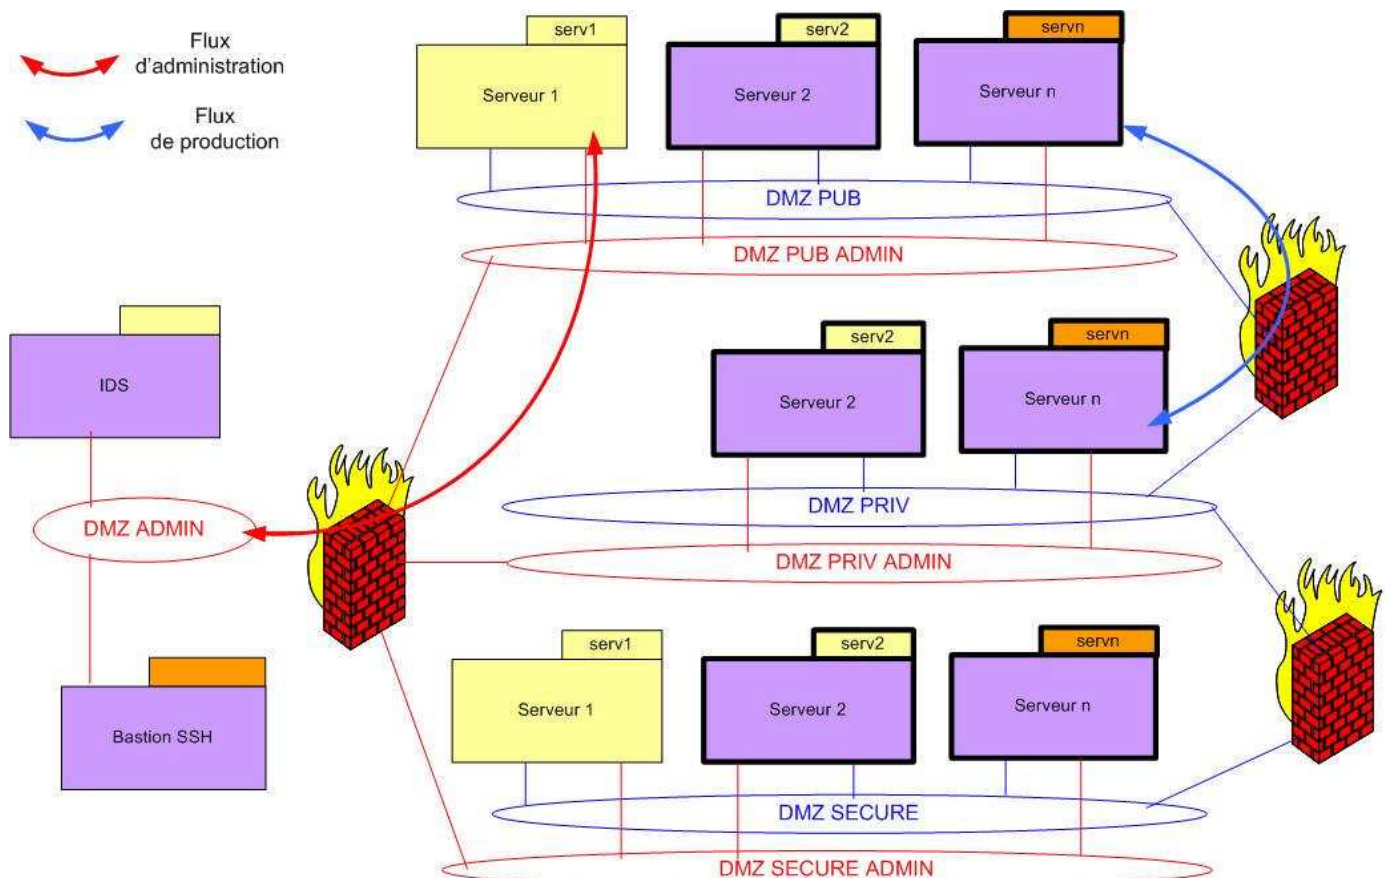 Flux
d'administration
Flux
de production
serv1
Serveur 1
serv2
Serveur 2
servn
Serveur n
DMZ PUB
DMZ PUB ADMIN
IDS
DMZ ADMIN
Bastion SSH
serv2
Serveur 2
servn
Serveur n
DMZ PRIV
DMZ PRIV ADMIN
serv1
Serveur 1
serv2
Serveur 2
servn
Serveur n
DMZ SECURE
DMZ SECURE ADMIN